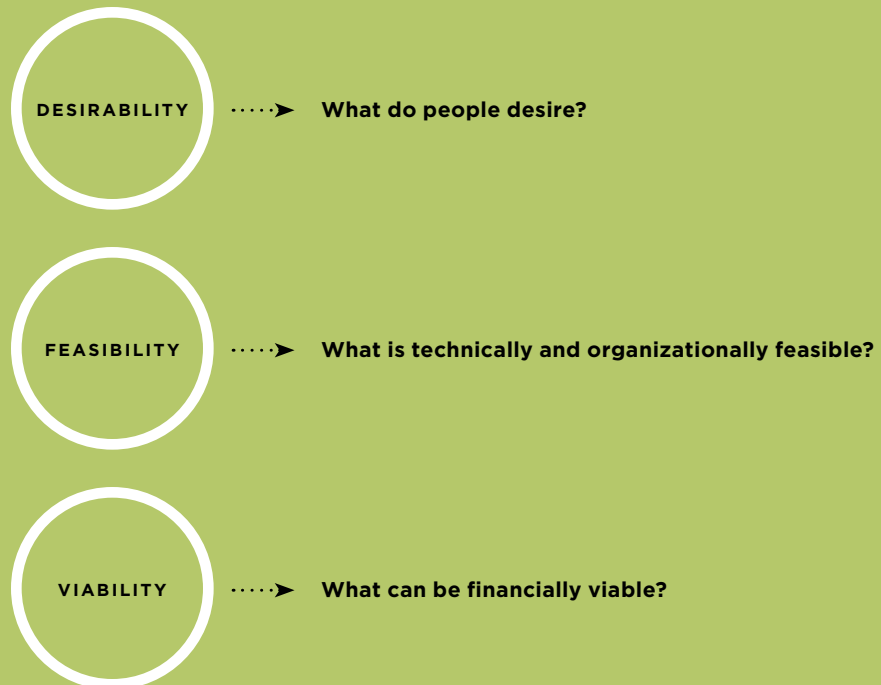 DESIRABILITY
What do people desire?
FEASIBILITY
What is technically and organizationally feasible?
VIABILITY
What can be financially viable?